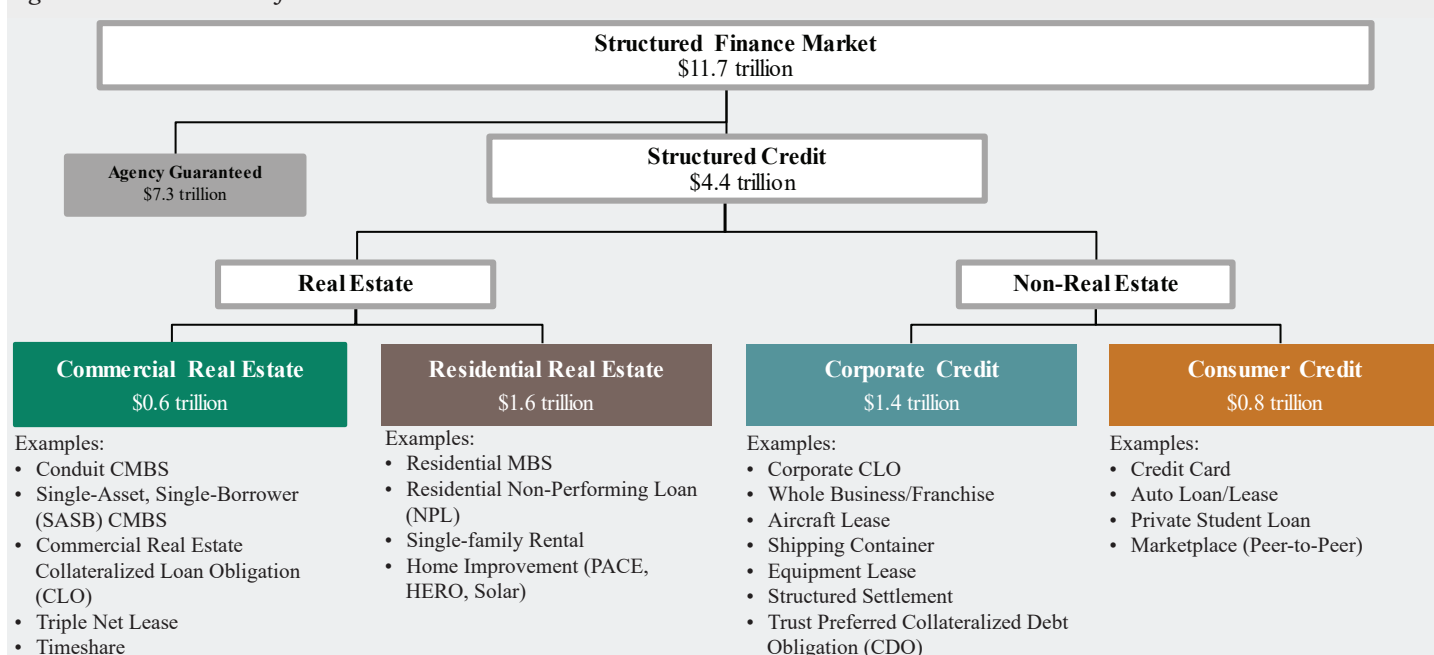 Structured Finance Market
$11.7 trillion
Agency Guaranteed
$7.3 trillion
Structured Credit
$4.4 trillion
Real Estate
Non-Real Estate
Commercial Real Estate
$0.6 trillion
Examples:
• Conduit CMBS
• Single-Asset, Single-Borrower
(SASB) CMBS
• Commercial Real Estate
Collateralized Loan Obligation
(CLO)
• Triple Net Lease
• Timeshare
Residential Real Estate
$1.6 trillion
Examples:
• Residential MBS
• Residential Non-Performing Loan
(NPL)
• Single-family Rental
• Home Improvement (PACE,
HERO, Solar)
Corporate Credit
$1.4 trillion
Examples:
• Corporate CLO
• Whole Business/Franchise
• Aircraft Lease
• Shipping Container
• Equipment Lease
• Structured Settlement
• Trust Preferred Collateralized Debt
Obligation (CDO)
Consumer Credit
$0.8 trillion
Examples:
• Credit Card
• Auto Loan/Lease
• Private Student Loan
• Marketplace (Peer-to-Peer)